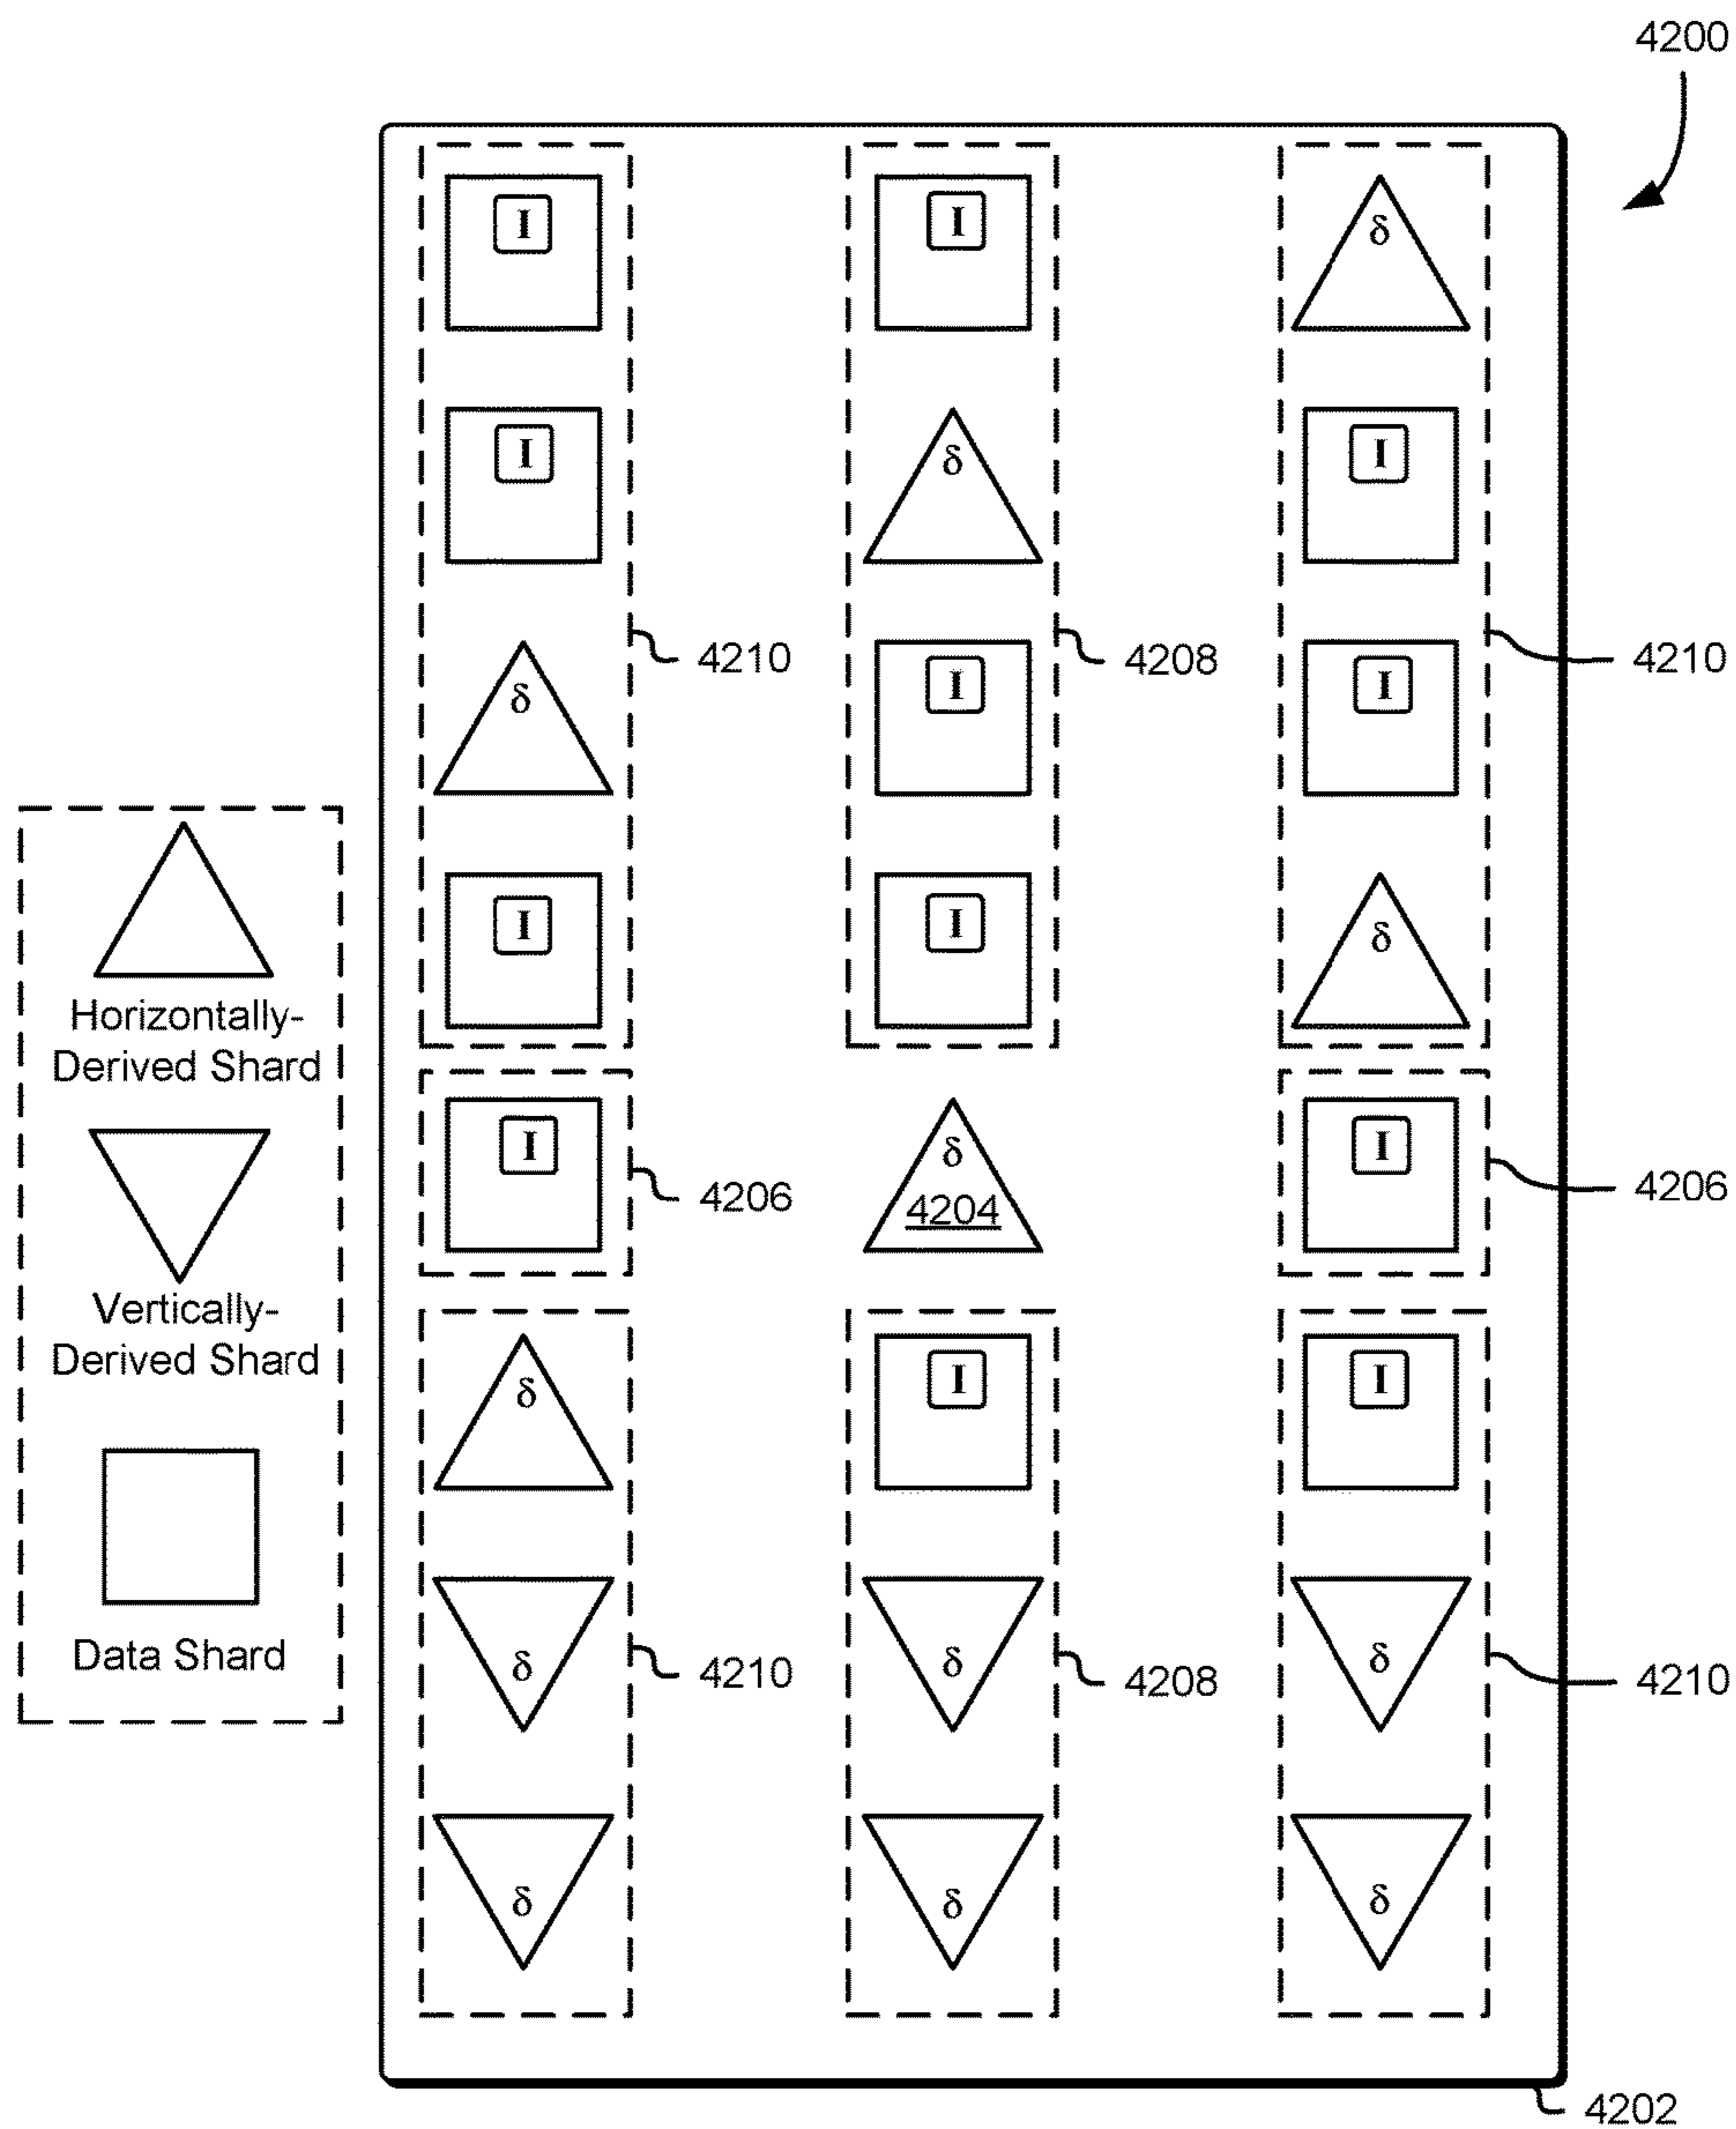 4200
I I δ
I δ I
4210 4208 4210
δ I I
I I δ
Horizontally-
Derived Shard
I δ I
4206 4204 4206
Vertically-
Derived Shard
δ I I
Data Shard
δ δ δ
4210 4208 4210
δ δ δ
4202